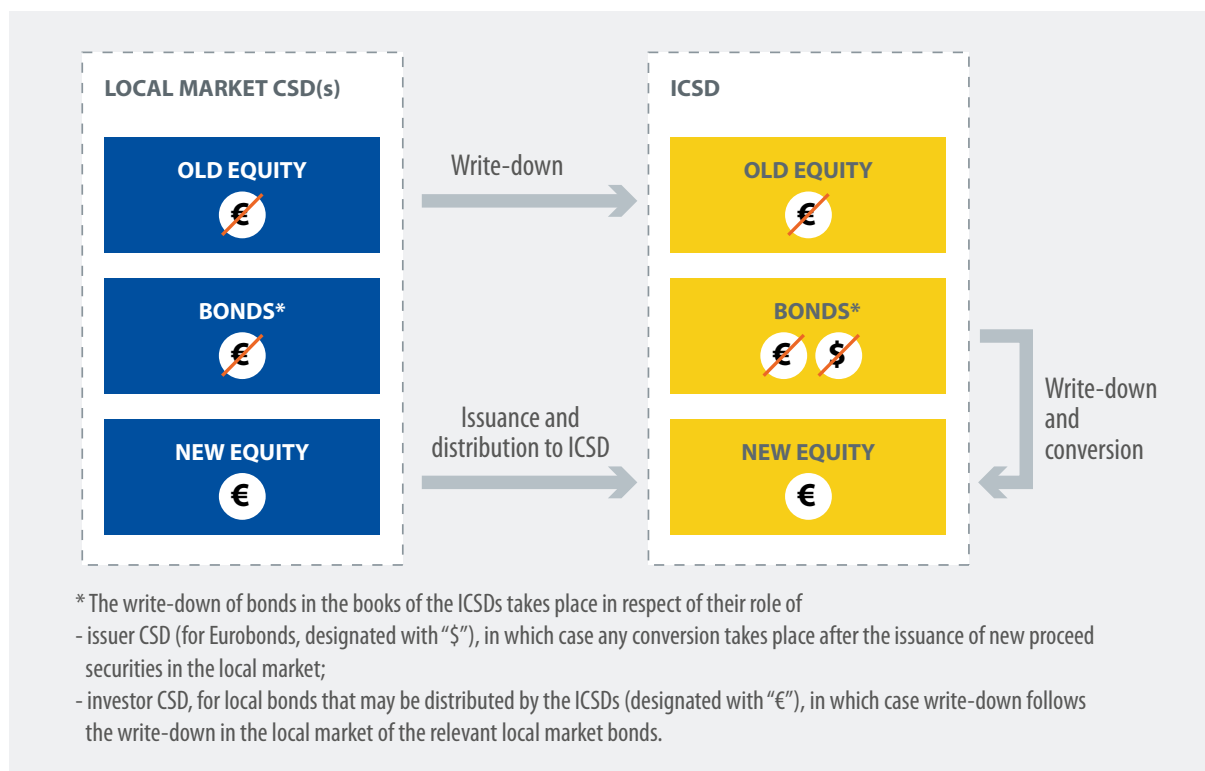 LOCAL MARKET CSD(s)
OLD EQUITY
€
BONDS*
€
NEW EQUITY
€
Write-down
Issuance and
distribution to ICSD
ICSD
OLD EQUITY
€
BONDS*
€ $
NEW EQUITY
€
Write-down
and
conversion
* The write-down of bonds in the books of the ICSDs takes place in respect of their role of
- issuer CSD (for Eurobonds, designated with “$”), in which case any conversion takes place after the issuance of new proceed
securities in the local market;
- investor CSD, for local bonds that may be distributed by the ICSDs (designated with “€”), in which case write-down follows
the write-down in the local market of the relevant local market bonds.